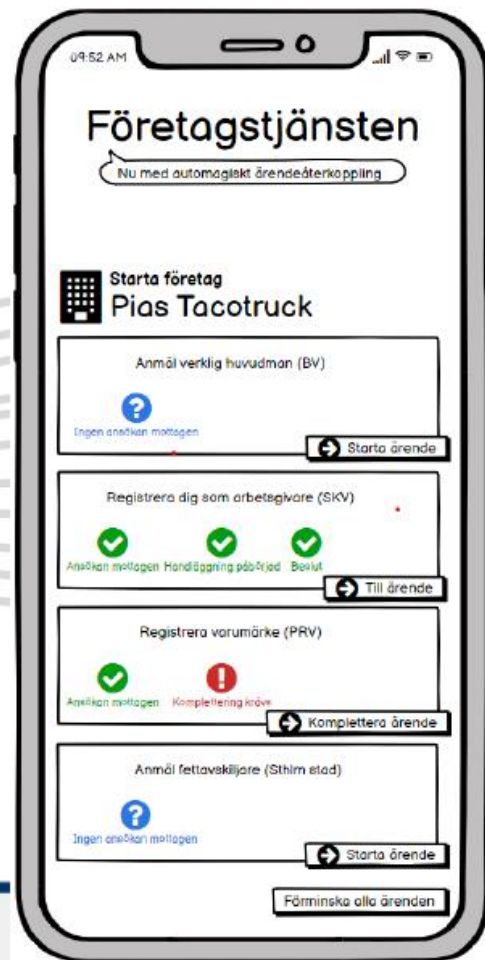 09:52 AM
Företagstjänsten
Nu med automagiskt ärendeåterkoppling
Starta företag
Pias Tacotruck
Anmäl verklig huvudman (BV)
Ingen ansökan mottagen
Starta ärende
Registrera dig som arbetsgivare (SKV)
Ansökan mottagen Handläggning påbörjad Beslut
Till ärende
Registrera varumärke (PRV)
Ansökan mottagen Komplettering krävs
Komplettera ärende
Anmäl fettavskiljare (Sthlm stad)
Ingen ansökan mottagen
Starta ärende
Förminska alla ärenden